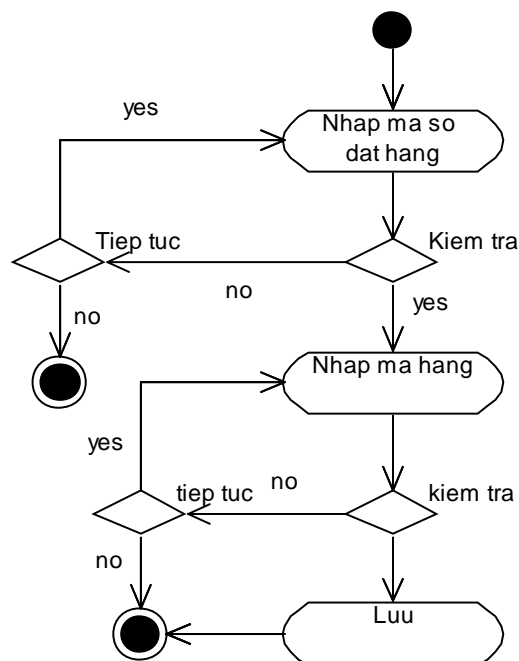 yes
Nhap ma so
dat hang
Tiep tuc
Kiem tra
no
yes
no
Nhap ma hang
yes
tiep tuc
no
kiem tra
no
Luu